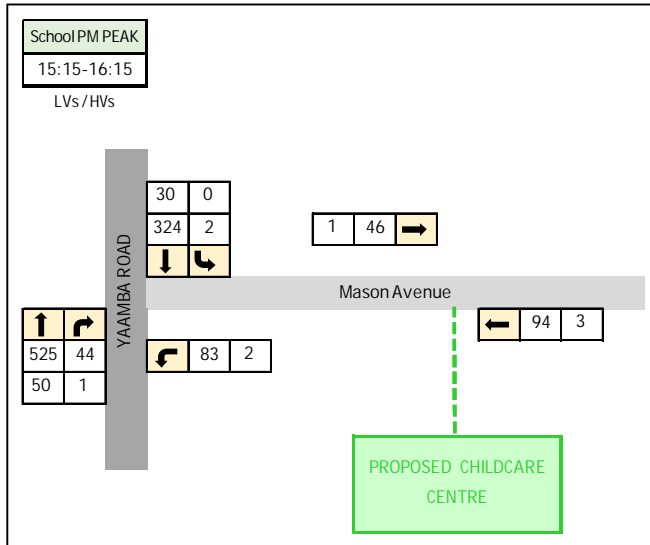 School PM PEAK
15:15-16:15
LVs / HVs
30 0
324 2
1 46
YAAMBA ROAD
Mason Avenue
94 3
525 44
83 2
50 1
PROPOSED CHILDCARE
CENTRE